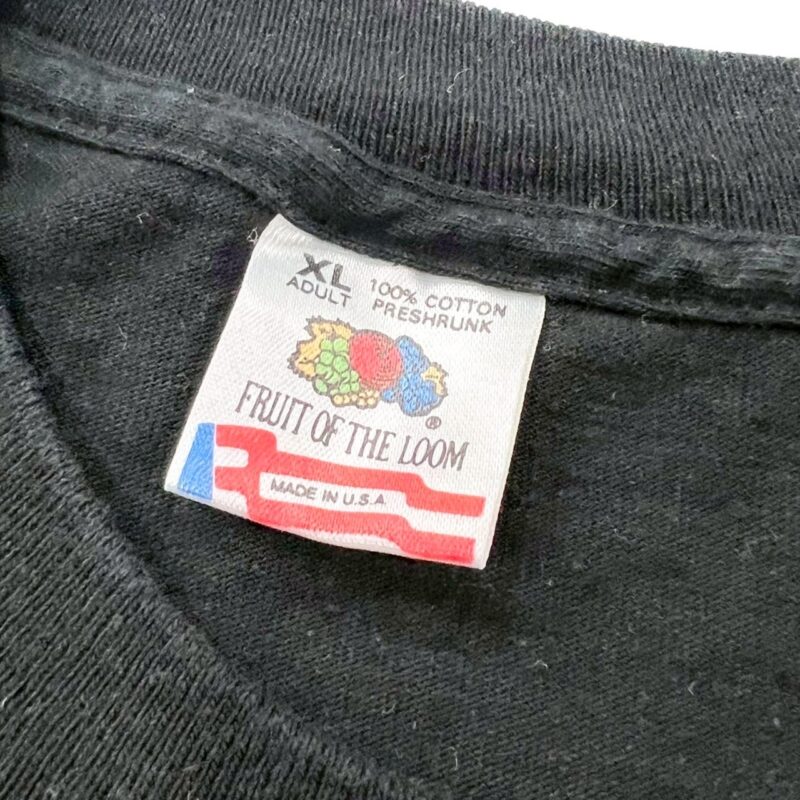 XL 100% COTTON
ADULT PRESHRUNK
FRUIT OF THE LOOM®
MADE IN U.S.A.